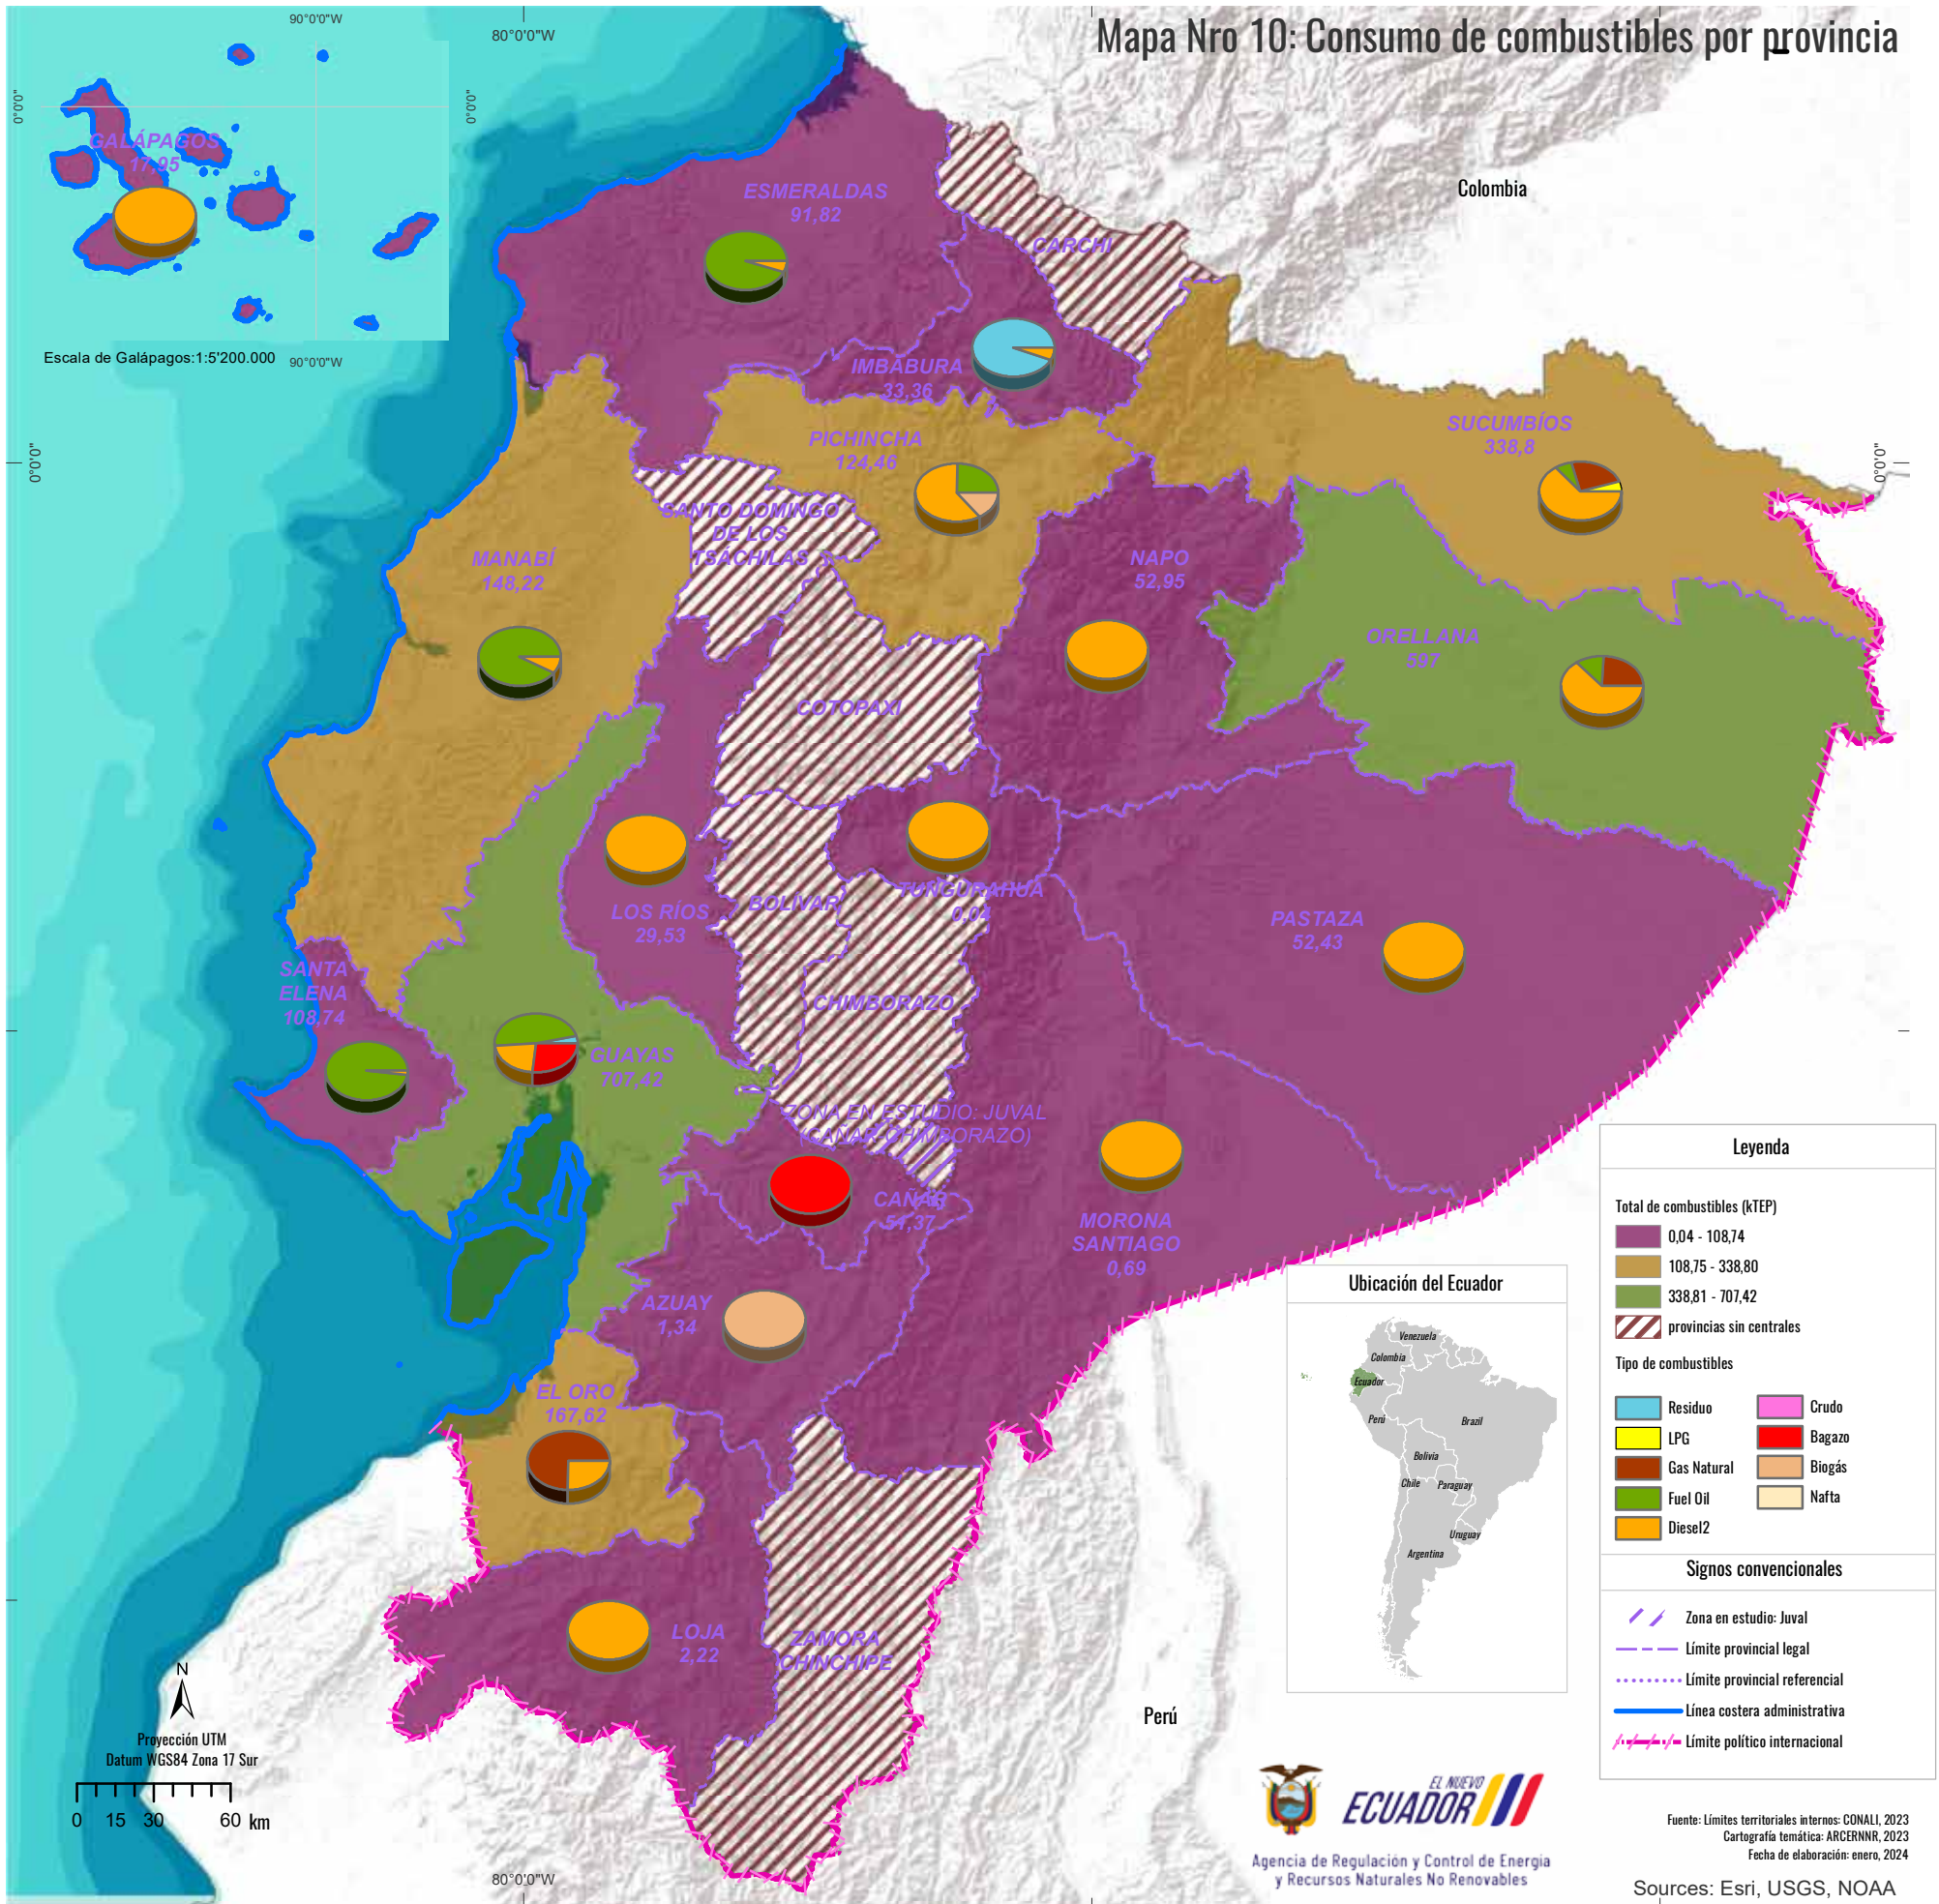 Mapa Nro 10: Consumo de combustibles por provincia
90°0'0"W
80°0'0"W
0°0'0"
0°0'0"
GALÁPAGOS
17,95
Escala de Galápagos:1:5'200.000
90°0'0"W
Colombia
ESMERALDAS
91,82
CARCHI
IMBABURA
33,36
SUCUMBÍOS
338,8
PICHINCHA
124,46
0°0'0"
0°0'0"
SANTO DOMINGO
DE LOS
TSÁCHILAS
MANABÍ
148,22
NAPO
52,95
ORELLANA
597
COTOPAXI
TUNGURAHUA
0,04
LOS RÍOS
29,53
BOLÍVAR
PASTAZA
52,43
SANTA
ELENA
108,74
CHIMBORAZO
GUAYAS
707,42
ZONA EN ESTUDIO: JUVAL
(CAÑAR-CHIMBORAZO)
CAÑAR
51,37
MORONA
SANTIAGO
0,69
AZUAY
1,34
EL ORO
167,62
LOJA
2,22
ZAMORA
CHINCHIPE
Perú
Leyenda
Total de combustibles (kTEP)
0,04 - 108,74
108,75 - 338,80
338,81 - 707,42
provincias sin centrales
Tipo de combustibles
Residuo
LPG
Gas Natural
Fuel Oil
Diesel2
Crudo
Bagazo
Biogás
Nafta
Signos convencionales
Zona en estudio: Juval
Límite provincial legal
Límite provincial referencial
Línea costera administrativa
Límite político internacional
Ubicación del Ecuador
Venezuela
Colombia
Ecuador
Perú
Brazil
Bolivia
Chile
Paraguay
Uruguay
Argentina
N
Proyección UTM
Datum WGS84 Zona 17 Sur
0 15 30 60 km
80°0'0"W
EL NUEVO
ECUADOR
Agencia de Regulación y Control de Energía
y Recursos Naturales No Renovables
Fuente: Límites territoriales internos: CONALI, 2023
Cartografía temática: ARCERNNR, 2023
Fecha de elaboración: enero, 2024
Sources: Esri, USGS, NOAA